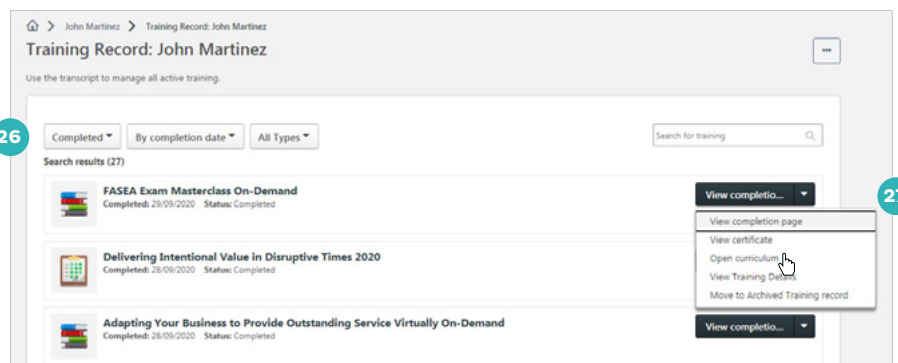 John Martinez > Training Record: John Martinez
Training Record: John Martinez
...
Use the transcript to manage all active training.
26
Completed By completion date All Types
Search for training
Search results (27)
FASEA Exam Masterclass On-Demand
Completed: 29/09/2020 Status: Completed
View completio...
27
View completion page
View certificate
Open curriculum
View Training Details
Move to Archived Training record
Delivering Intentional Value in Disruptive Times 2020
Completed: 28/09/2020 Status: Completed
Adapting Your Business to Provide Outstanding Service Virtually On-Demand
Completed: 28/09/2020 Status: Completed
View completio...